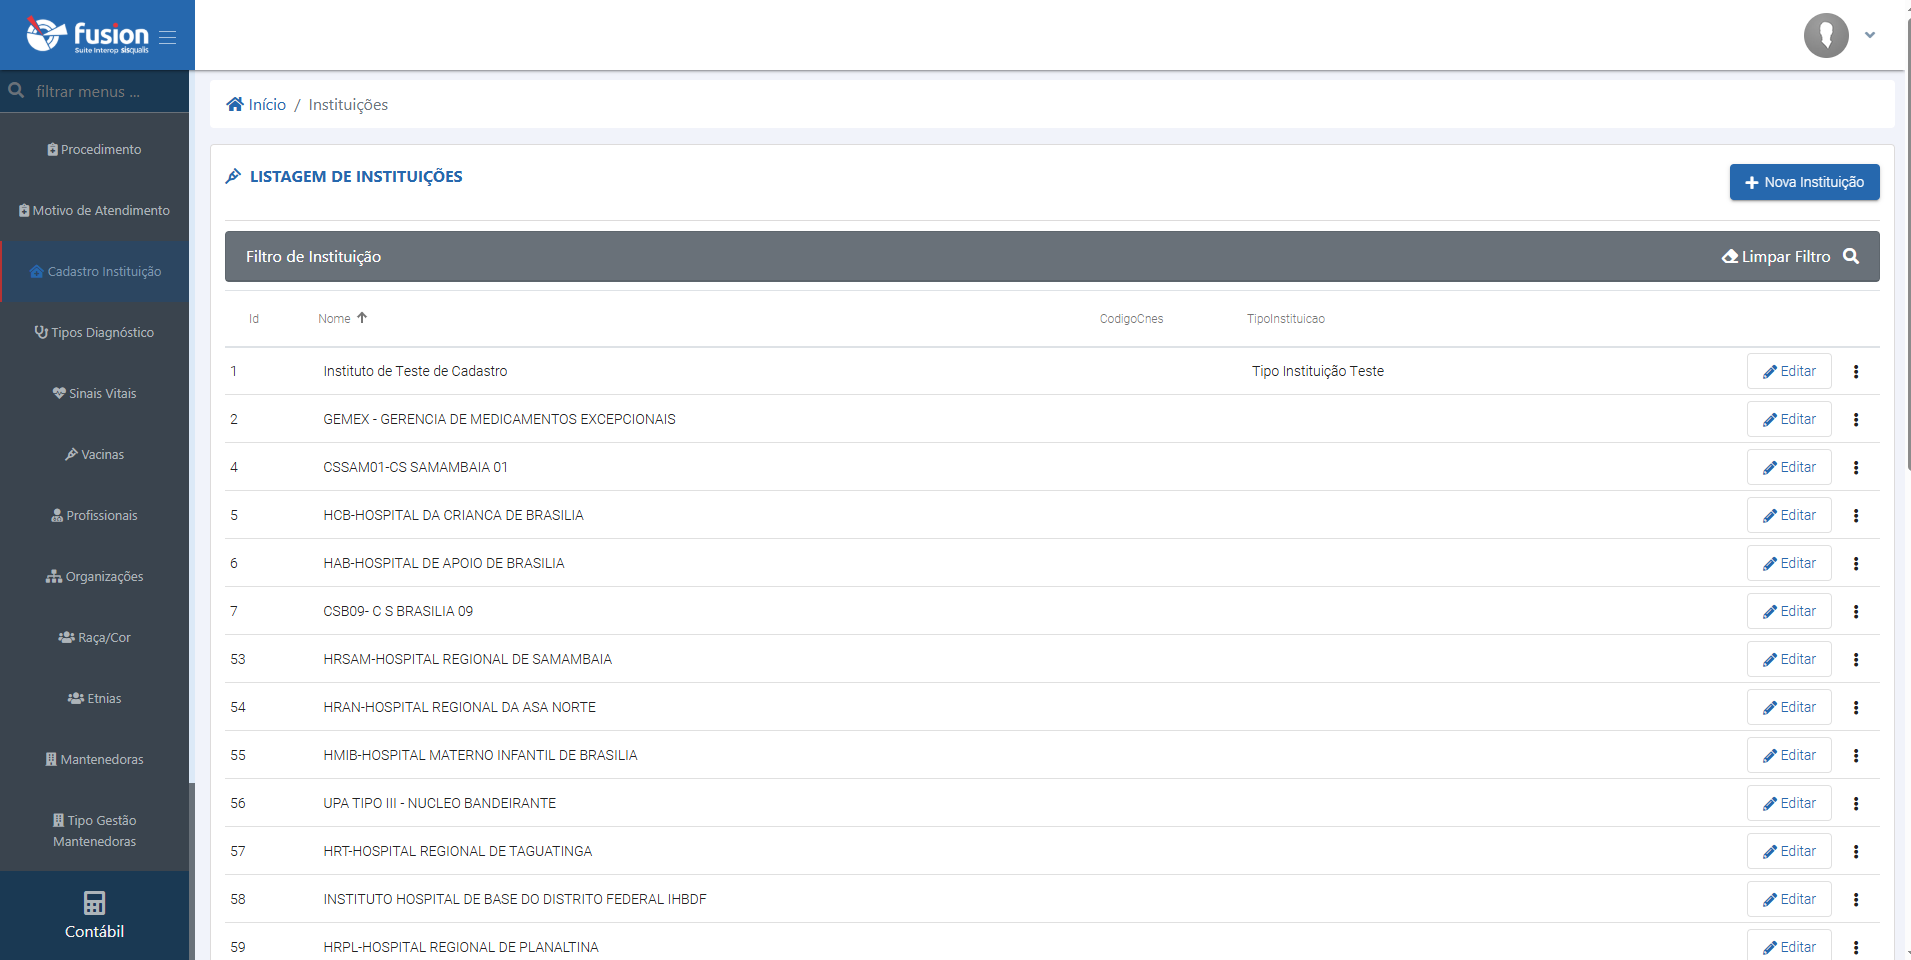 fusion
Suite Interop sisqualis
filtrar menus ...
Procedimento
Motivo de Atendimento
Cadastro Instituição
Tipos Diagnóstico
Sinais Vitais
Vacinas
Profissionais
Organizações
Raça/Cor
Etnias
Mantenedoras
Tipo Gestão
Mantenedoras
Contábil
Início / Instituições
LISTAGEM DE INSTITUIÇÕES
Nova Instituição
Filtro de Instituição
Limpar Filtro
Id Nome CodigoCnes TipoInstituicao
1 Instituto de Teste de Cadastro Tipo Instituição Teste Editar
2 GEMEX - GERENCIA DE MEDICAMENTOS EXCEPCIONAIS Editar
4 CSSAM01-CS SAMAMBAIA 01 Editar
5 HCB-HOSPITAL DA CRIANCA DE BRASILIA Editar
6 HAB-HOSPITAL DE APOIO DE BRASILIA Editar
7 CSB09- C S BRASILIA 09 Editar
53 HRSAM-HOSPITAL REGIONAL DE SAMAMBAIA Editar
54 HRAN-HOSPITAL REGIONAL DA ASA NORTE Editar
55 HMIB-HOSPITAL MATERNO INFANTIL DE BRASILIA Editar
56 UPA TIPO III - NUCLEO BANDEIRANTE Editar
57 HRT-HOSPITAL REGIONAL DE TAGUATINGA Editar
58 INSTITUTO HOSPITAL DE BASE DO DISTRITO FEDERAL IHBDF Editar
59 HRPL-HOSPITAL REGIONAL DE PLANALTINA Editar